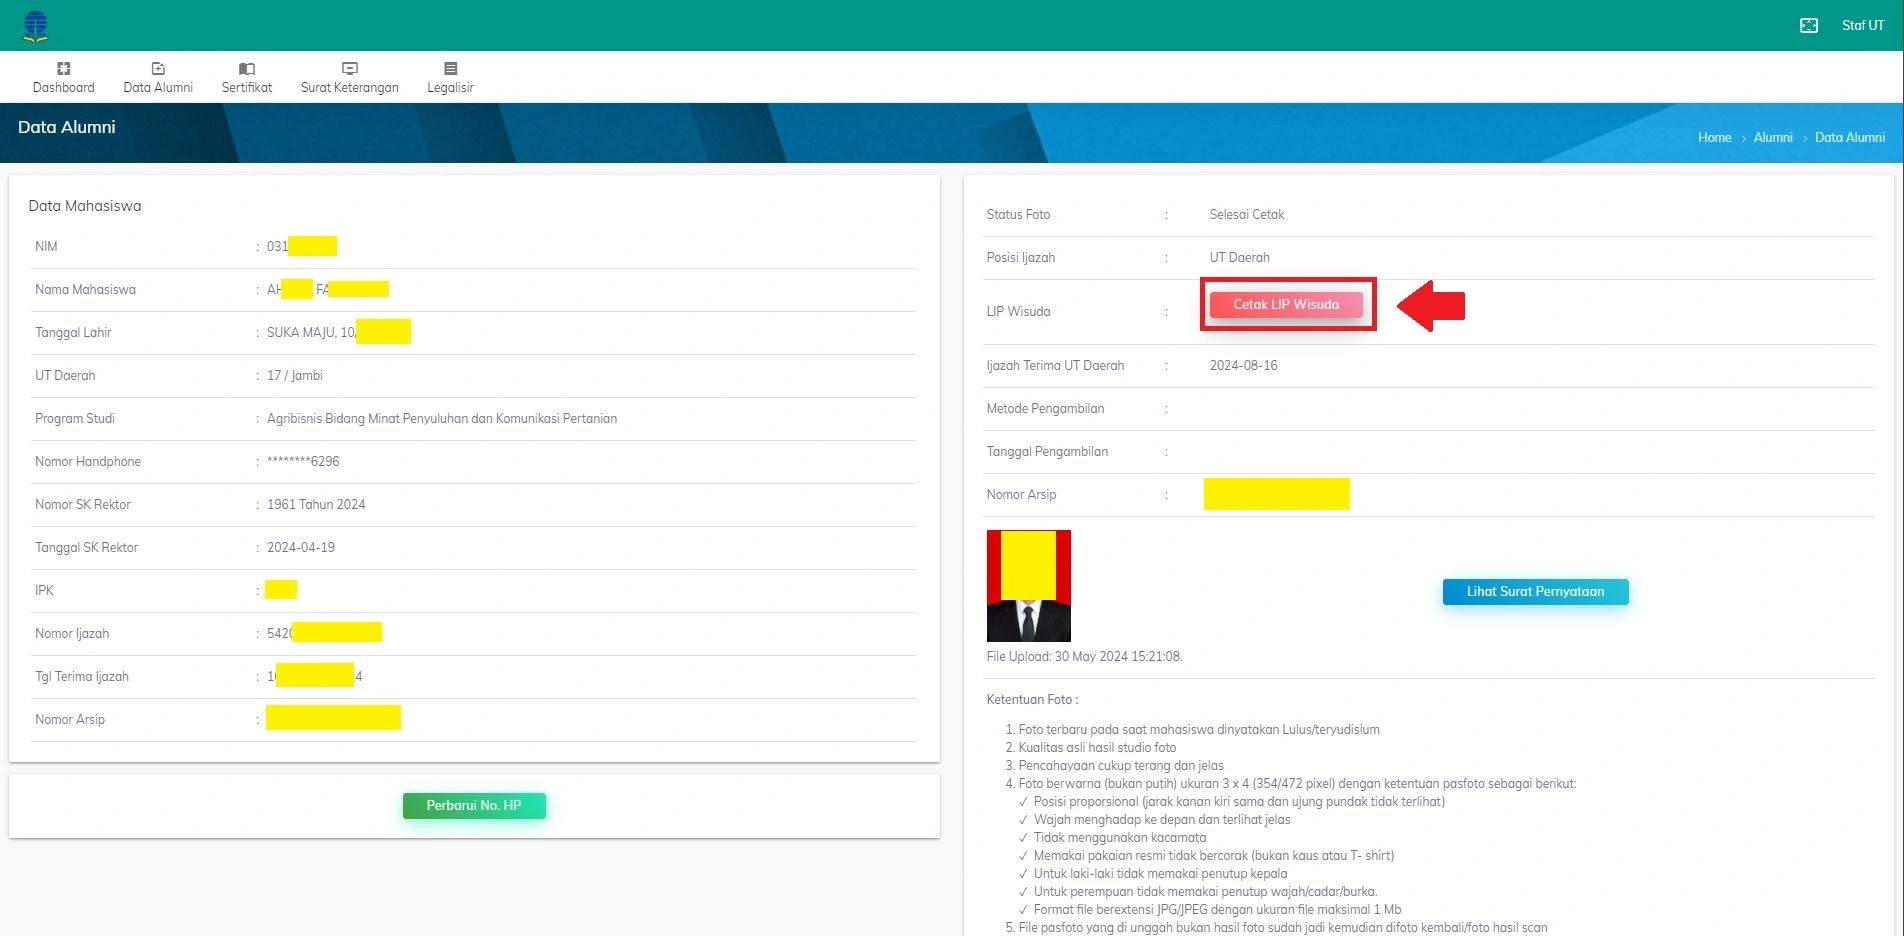 Staf UT
Dashboard Data Alumni Sertifikat Surat Keterangan Legalisir
Data Alumni
Home > Alumni > Data Alumni
Data Mahasiswa
NIM : 031
Nama Mahasiswa : AH FA
Tanggal Lahir : SUKA MAJU, 10,
UT Daerah : 17 / Jambi
Program Studi : Agribisnis Bidang Minat Penyuluhan dan Komunikasi Pertanian
Nomor Handphone : ********6296
Nomor SK Rektor : 1961 Tahun 2024
Tanggal SK Rektor : 2024-04-19
IPK :
Nomor Ijazah : 5420
Tgl Terima Ijazah : 1 4
Nomor Arsip :
Perbarui No. HP
Status Foto : Selesai Cetak
Posisi Ijazah : UT Daerah
LIP Wisuda : Cetak LIP Wisuda
Ijazah Terima UT Daerah : 2024-08-16
Metode Pengambilan :
Tanggal Pengambilan :
Nomor Arsip :
Lihat Surat Pernyataan
File Upload: 30 May 2024 15:21:08.
Ketentuan Foto :
1. Foto terbaru pada saat mahasiswa dinyatakan Lulus/teryudisium
2. Kualitas asli hasil studio foto
3. Pencahayaan cukup terang dan jelas
4. Foto berwarna (bukan putih) ukuran 3 x 4 (354/472 pixel) dengan ketentuan pasfoto sebagai berikut:
✓ Posisi proporsional (jarak kanan kiri sama dan ujung pundak tidak terlihat)
✓ Wajah menghadap ke depan dan terlihat jelas
✓ Tidak menggunakan kacamata
✓ Memakai pakaian resmi tidak bercorak (bukan kaus atau T- shirt)
✓ Untuk laki-laki tidak memakai penutup kepala
✓ Untuk perempuan tidak memakai penutup wajah/cadar/burka.
✓ Format file berextensi JPG/JPEG dengan ukuran file maksimal 1 Mb
5. File pasfoto yang di unggah bukan hasil foto sudah jadi kemudian difoto kembali/foto hasil scan